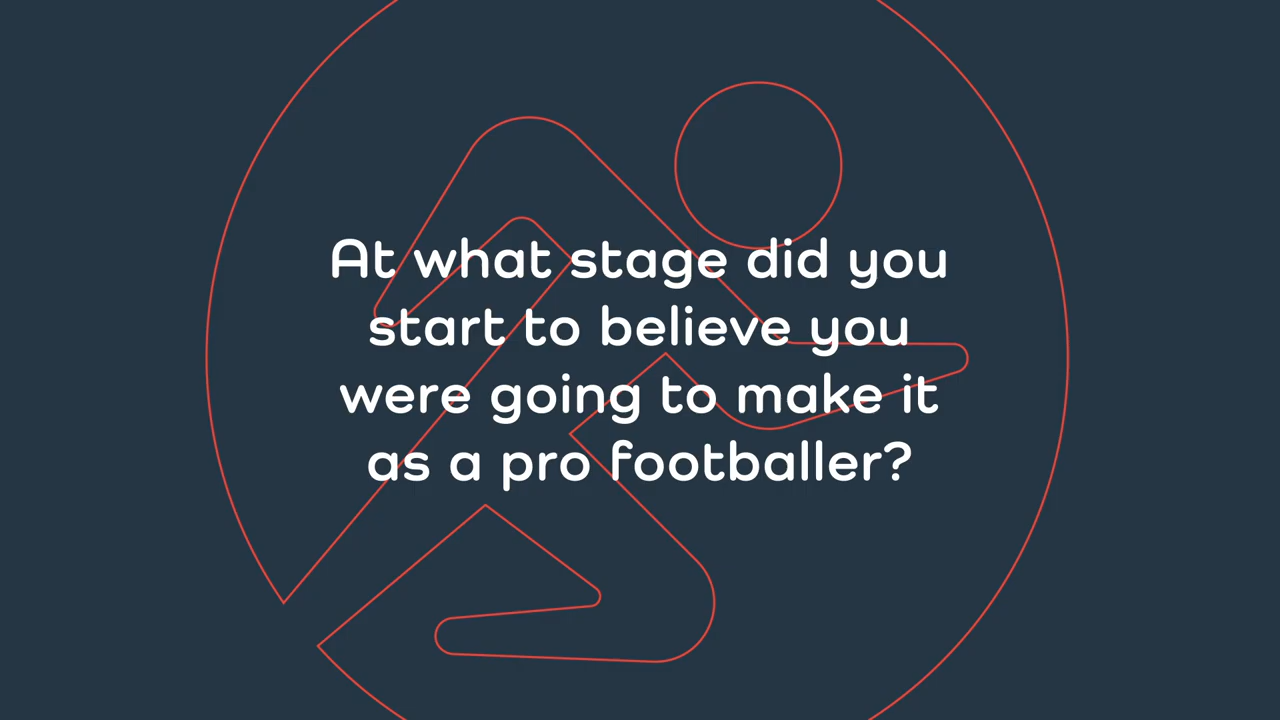 At what stage did you
start to believe you
were going to make it
as a pro footballer?